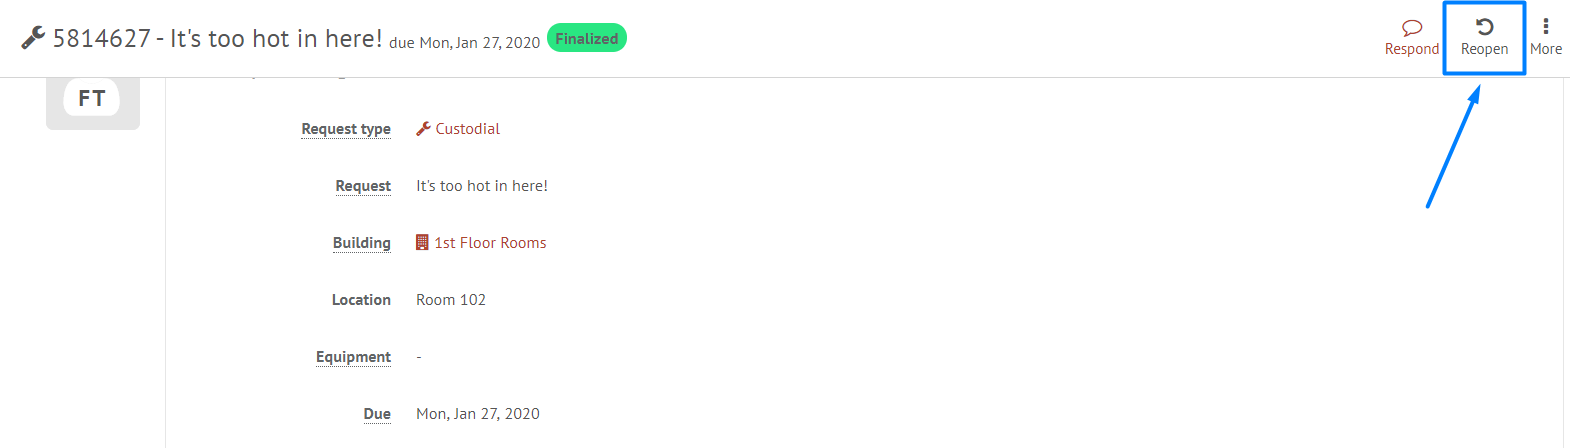 5814627 - It's too hot in here! due Mon, Jan 27, 2020 Finalized
Respond Reopen More
FT
Request type Custodial
Request It's too hot in here!
Building 1st Floor Rooms
Location Room 102
Equipment -
Due Mon, Jan 27, 2020